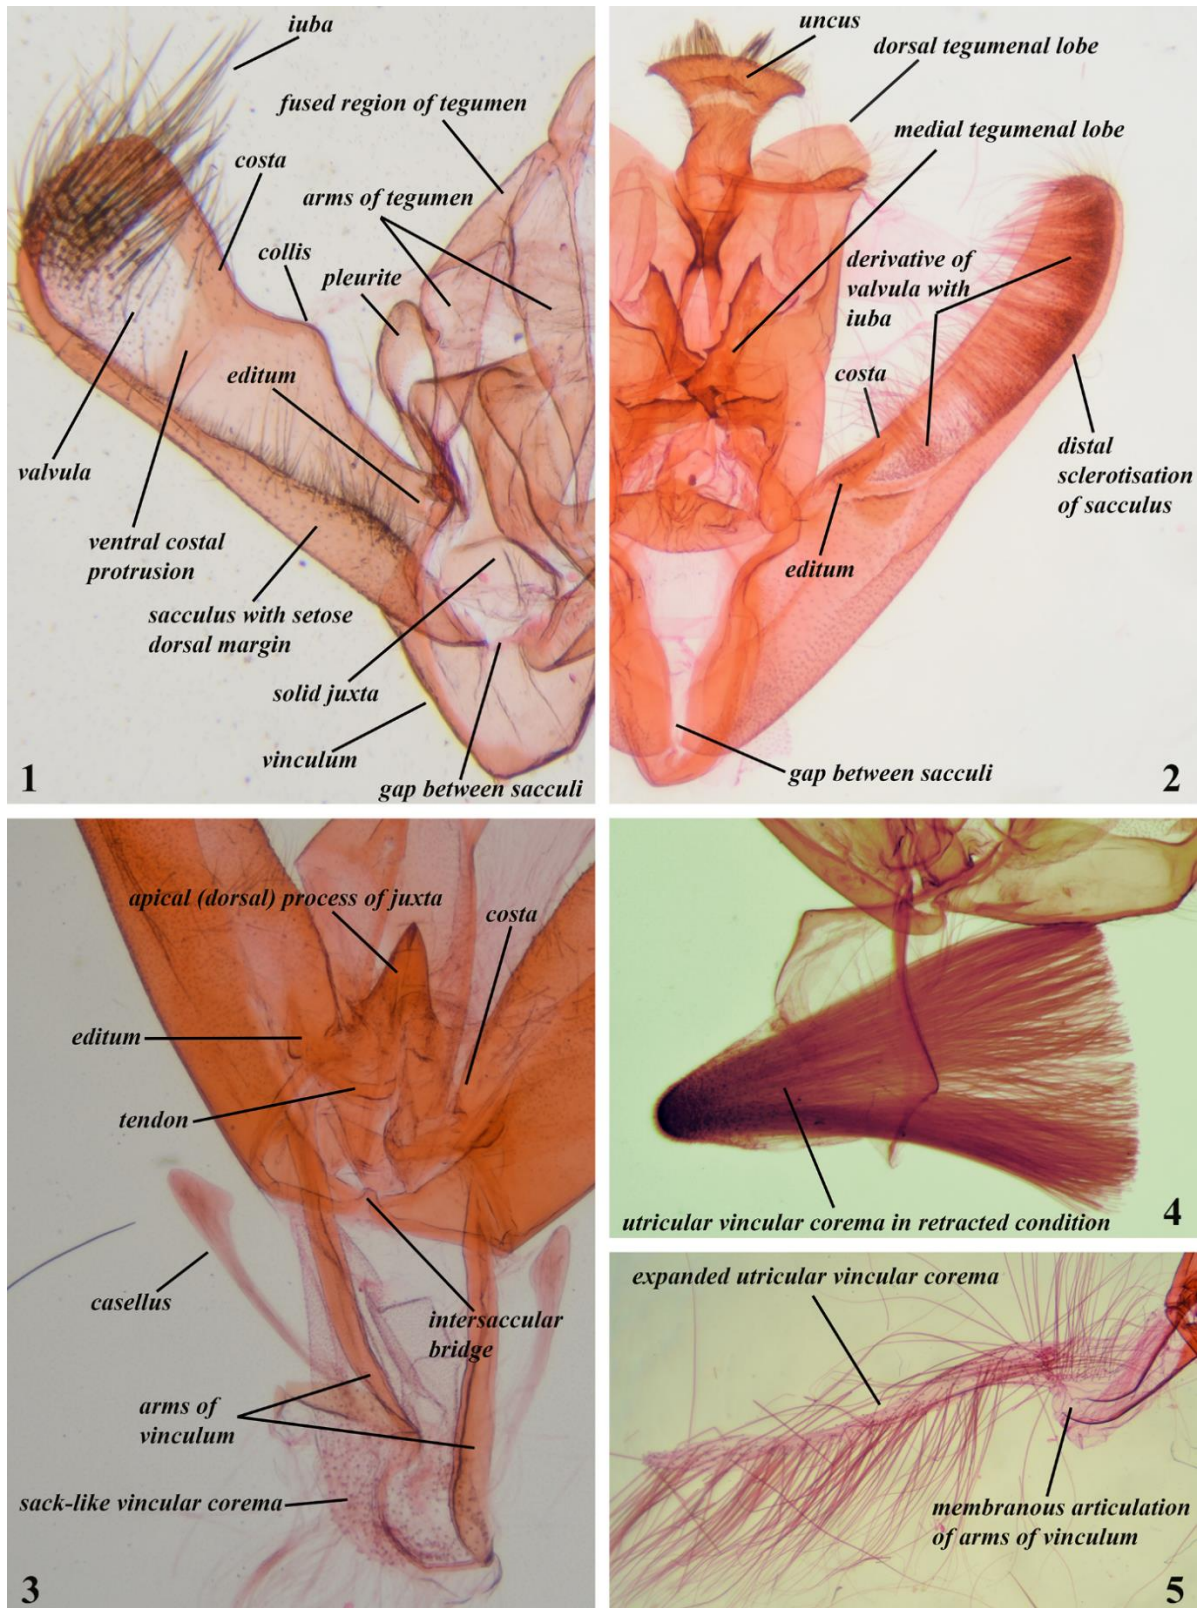 iuba
fused region of tegumen
costa
arms of tegumen
collis
pleurite
editum
valvula
ventral costal
protrusion
sacculus with setose
dorsal margin
solid juxta
vinculum
gap between sacculi
1
uncus
dorsal tegumenal lobe
medial tegumenal lobe
derivative of
valvula with
iuba
costa
distal
sclerotisation
of sacculus
editum
gap between sacculi
2
apical (dorsal) process of juxta
costa
editum
tendon
casellus
intersaccular
bridge
arms of
vinculum
sack-like vincular corema
3
utricular vincular corema in retracted condition
4
expanded utricular vincular corema
membranous articulation
of arms of vinculum
5